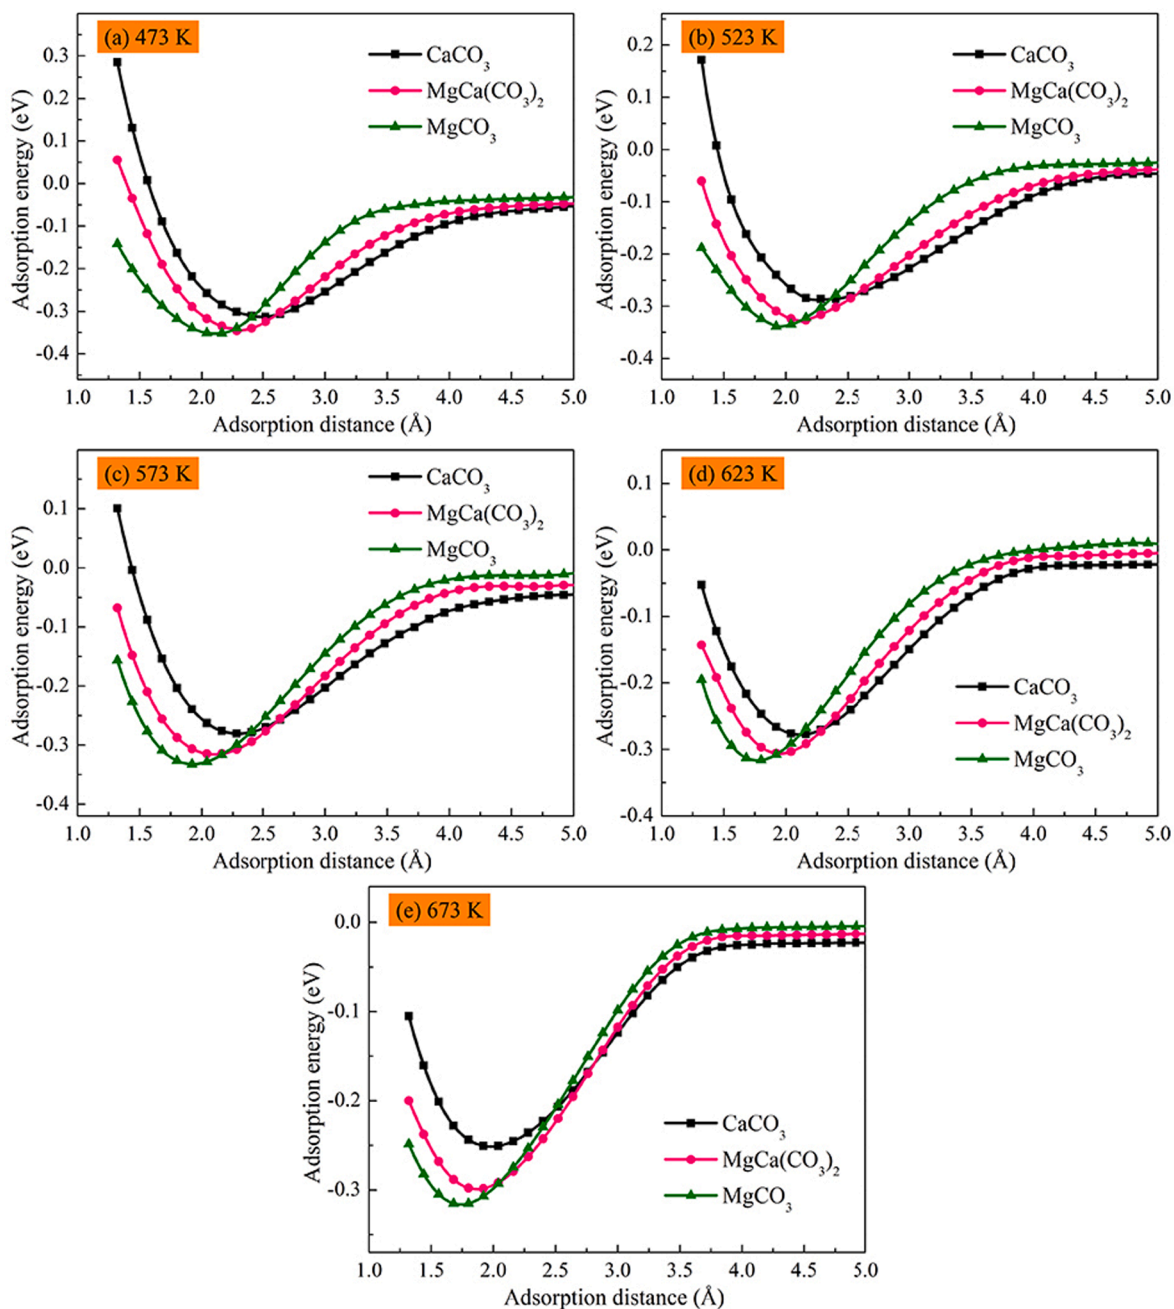 (a) 473 K
CaCO₃
MgCa(CO₃)₂
MgCO₃
Adsorption energy (eV)
0.3
0.2
0.1
0.0
-0.1
-0.2
-0.3
-0.4
1.0 1.5 2.0 2.5 3.0 3.5 4.0 4.5 5.0
Adsorption distance (Å)
(b) 523 K
CaCO₃
MgCa(CO₃)₂
MgCO₃
Adsorption energy (eV)
0.2
0.1
0.0
-0.1
-0.2
-0.3
-0.4
1.0 1.5 2.0 2.5 3.0 3.5 4.0 4.5 5.0
Adsorption distance (Å)
(c) 573 K
CaCO₃
MgCa(CO₃)₂
MgCO₃
Adsorption energy (eV)
0.1
0.0
-0.1
-0.2
-0.3
-0.4
1.0 1.5 2.0 2.5 3.0 3.5 4.0 4.5 5.0
Adsorption distance (Å)
(d) 623 K
CaCO₃
MgCa(CO₃)₂
MgCO₃
Adsorption energy (eV)
0.1
0.0
-0.1
-0.2
-0.3
-0.4
1.0 1.5 2.0 2.5 3.0 3.5 4.0 4.5 5.0
Adsorption distance (Å)
(e) 673 K
CaCO₃
MgCa(CO₃)₂
MgCO₃
Adsorption energy (eV)
0.0
-0.1
-0.2
-0.3
1.0 1.5 2.0 2.5 3.0 3.5 4.0 4.5 5.0
Adsorption distance (Å)